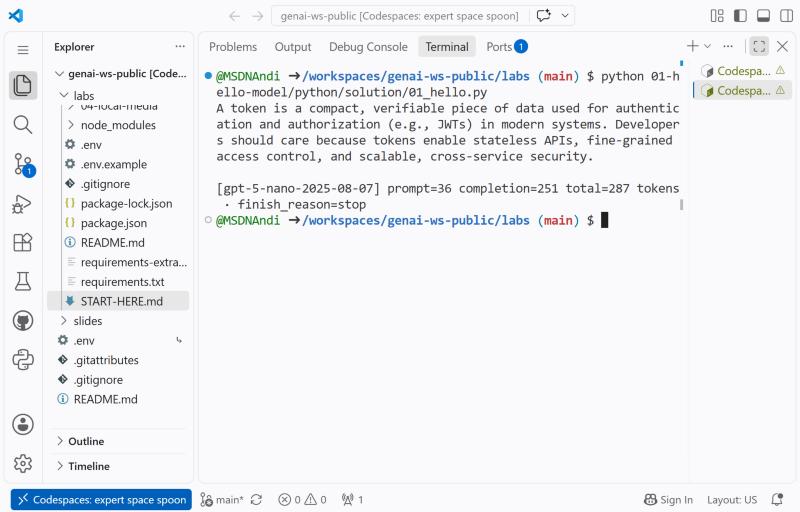 genai-ws-public [Codespaces: expert space spoon]
Explorer
Problems Output Debug Console Terminal Ports 1
genai-ws-public [Code...
labs
04-local-media
node_modules
.env
.env.example
.gitignore
package-lock.json
package.json
README.md
requirements-extra...
requirements.txt
START-HERE.md
slides
.env
.gitattributes
.gitignore
README.md
Outline
Timeline
1
@MSDNAndi ➜/workspaces/genai-ws-public/labs (main) $ python 01-h
ello-model/python/solution/01_hello.py
A token is a compact, verifiable piece of data used for authentic
ation and authorization (e.g., JWTs) in modern systems. Developer
s should care because tokens enable stateless APIs, fine-grained
access control, and scalable, cross-service security.
[gpt-5-nano-2025-08-07] prompt=36 completion=251 total=287 tokens
· finish_reason=stop
@MSDNAndi ➜/workspaces/genai-ws-public/labs (main) $
Codespa...
Codespa...
Codespaces: expert space spoon main* 0 0 1 Sign In Layout: US